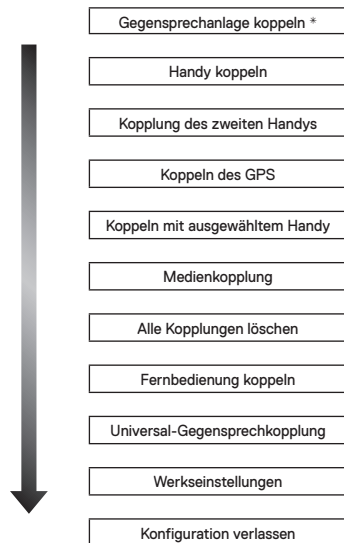 Gegensprechanlage koppeln *
Handy koppeln
Kopplung des zweiten Handys
Koppeln des GPS
Koppeln mit ausgewähltem Handy
Medienkopplung
Alle Kopplungen löschen
Fernbedienung koppeln
Universal-Gegensprechkopplung
Werkseinstellungen
Konfiguration verlassen